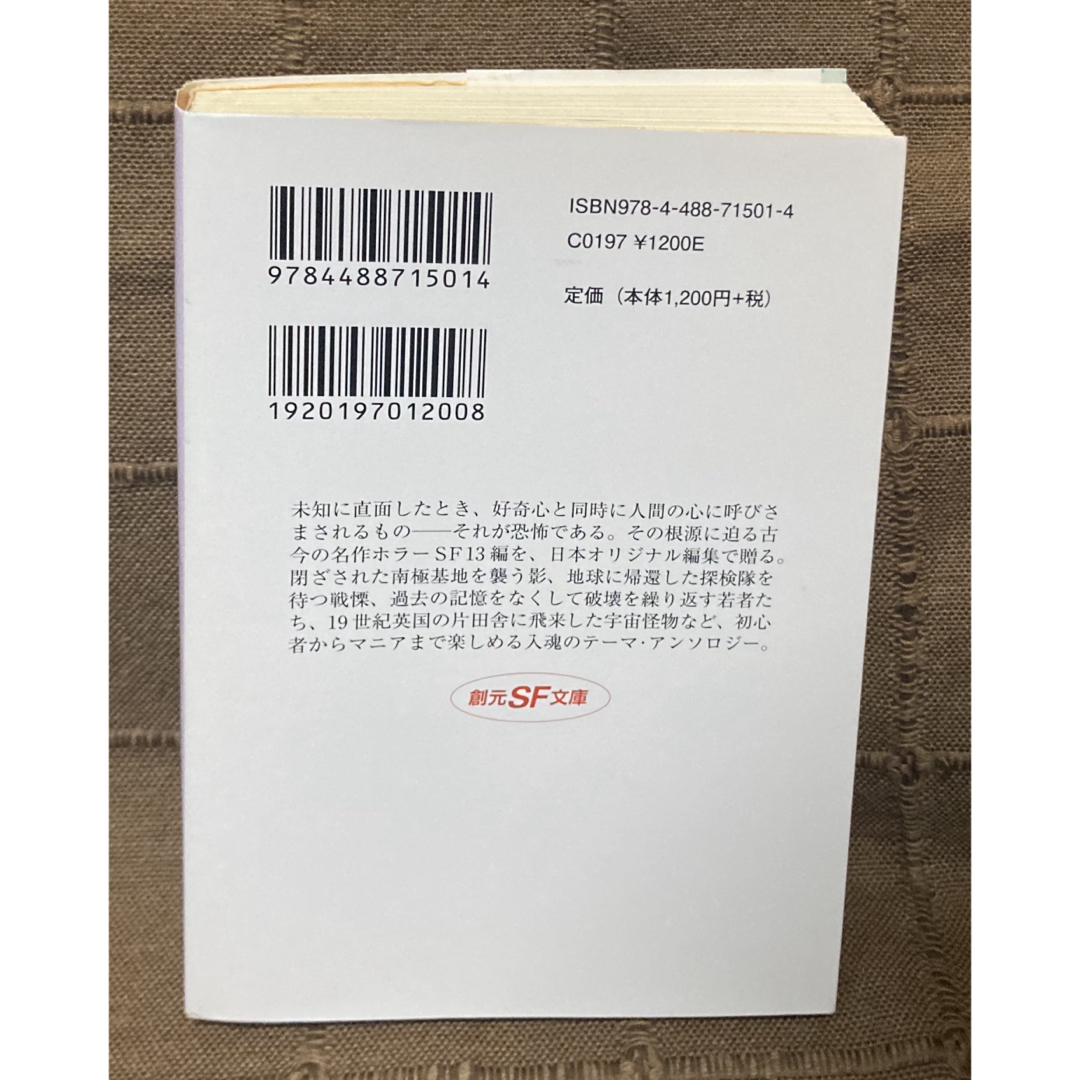 9784488715014
ISBN978-4-488-71501-4
C0197 ¥1200E
定価（本体1,200円+税）
1920197012008
未知に直面したとき、好奇心と同時に人間の心に呼びさ
まされるもの――それが恐怖である。その根源に迫る古
今の名作ホラーSF13編を、日本オリジナル編集で贈る。
閉ざされた南極基地を襲う影、地球に帰還した探検隊を
待つ戦慄、過去の記憶をなくして破壊を繰り返す若者た
ち、19世紀英国の片田舎に飛来した宇宙怪物など、初心
者からマニアまで楽しめる入魂のテーマ・アンソロジー。
創元SF文庫